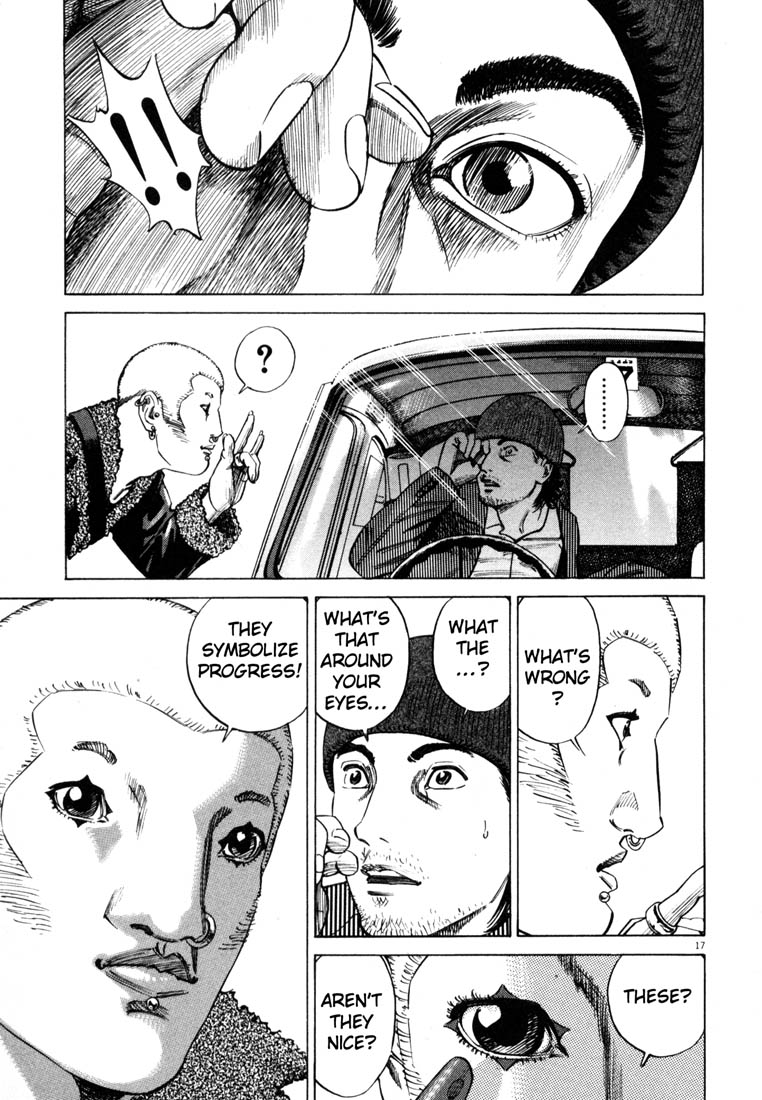 !!
?
………
WHAT'S
WRONG
?
WHAT
THE
...?
WHAT'S
THAT
AROUND
YOUR
EYES...
17
THESE?
AREN'T
THEY
NICE?
THEY
SYMBOLIZE
PROGRESS!